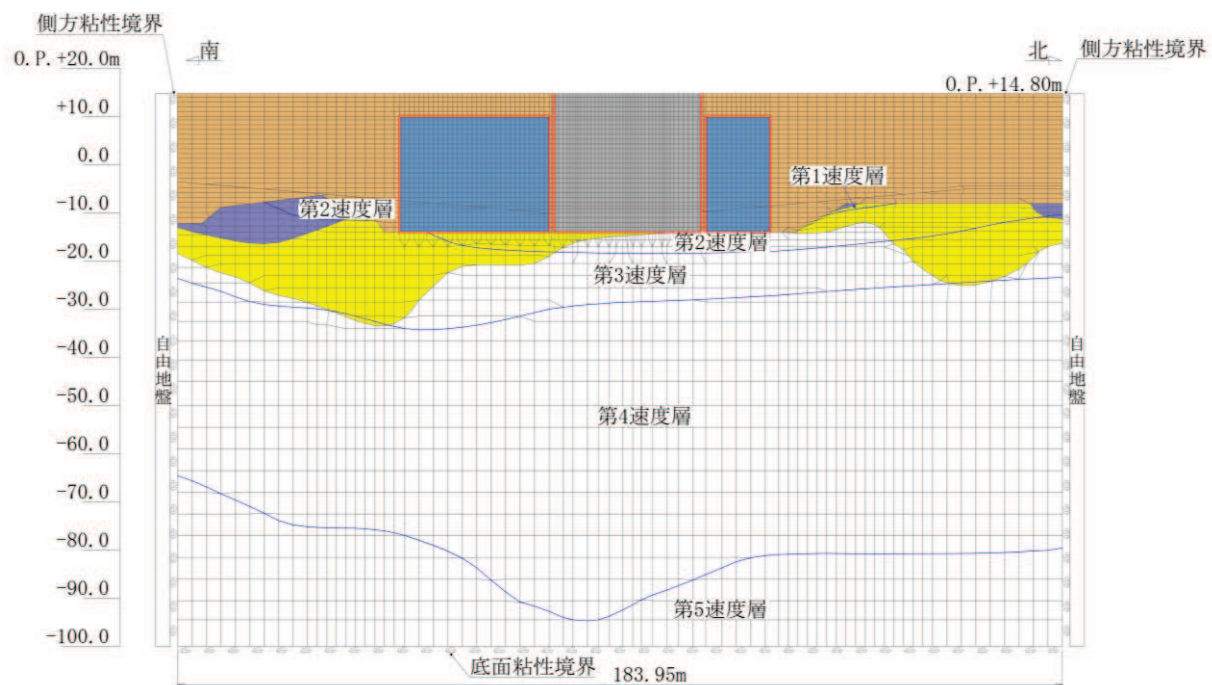 側方粘性境界
O.P.+20.0m
南
北
側方粘性境界
O.P.+14.80m
+10.0
0.0
-10.0
-20.0
-30.0
-40.0
-50.0
-60.0
-70.0
-80.0
-90.0
-100.0
第1速度層
第2速度層
第2速度層
第3速度層
自由地盤
自由地盤
第4速度層
第5速度層
底面粘性境界
183.95m